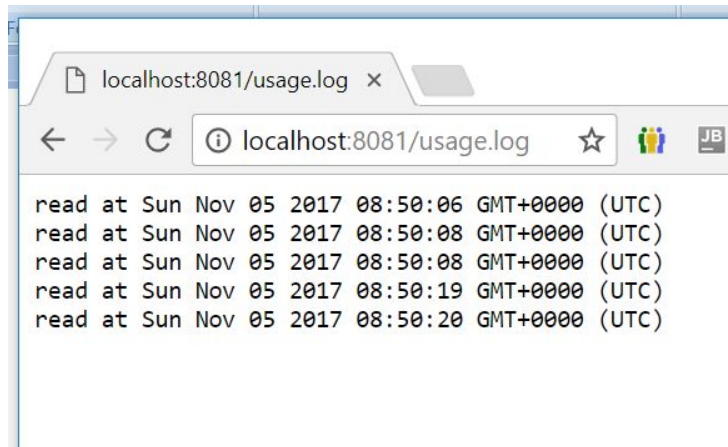 localhost:8081/usage.log
localhost:8081/usage.log
JB
read at Sun Nov 05 2017 08:50:06 GMT+0000 (UTC)
read at Sun Nov 05 2017 08:50:08 GMT+0000 (UTC)
read at Sun Nov 05 2017 08:50:08 GMT+0000 (UTC)
read at Sun Nov 05 2017 08:50:19 GMT+0000 (UTC)
read at Sun Nov 05 2017 08:50:20 GMT+0000 (UTC)